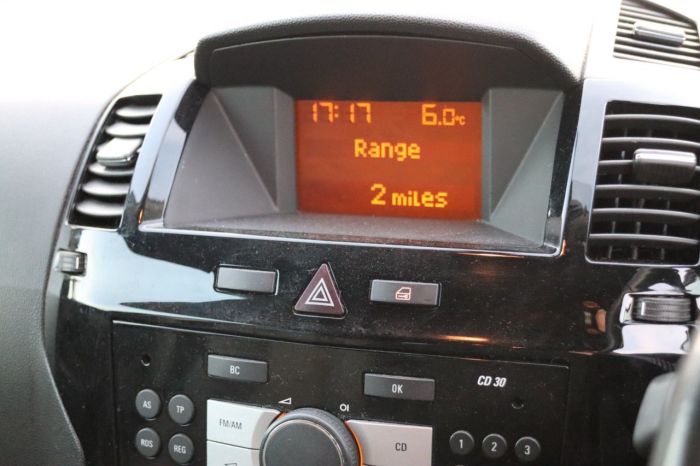 17:17 6.0°C
Range
2 miles
BC
OK
CD 30
AS TP
FM/AM
CD
RDS REG
1 2 3